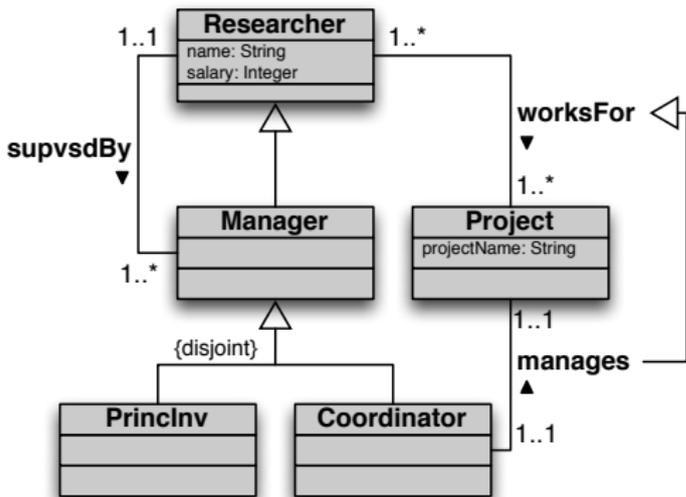 Researcher
name: String
salary: Integer
1..1
1..*
worksFor
▼
supvsdBy
▼
1..*
Manager
Project
projectName: String
1..*
{disjoint}
1..1
manages
▲
PrincInv
Coordinator
1..1